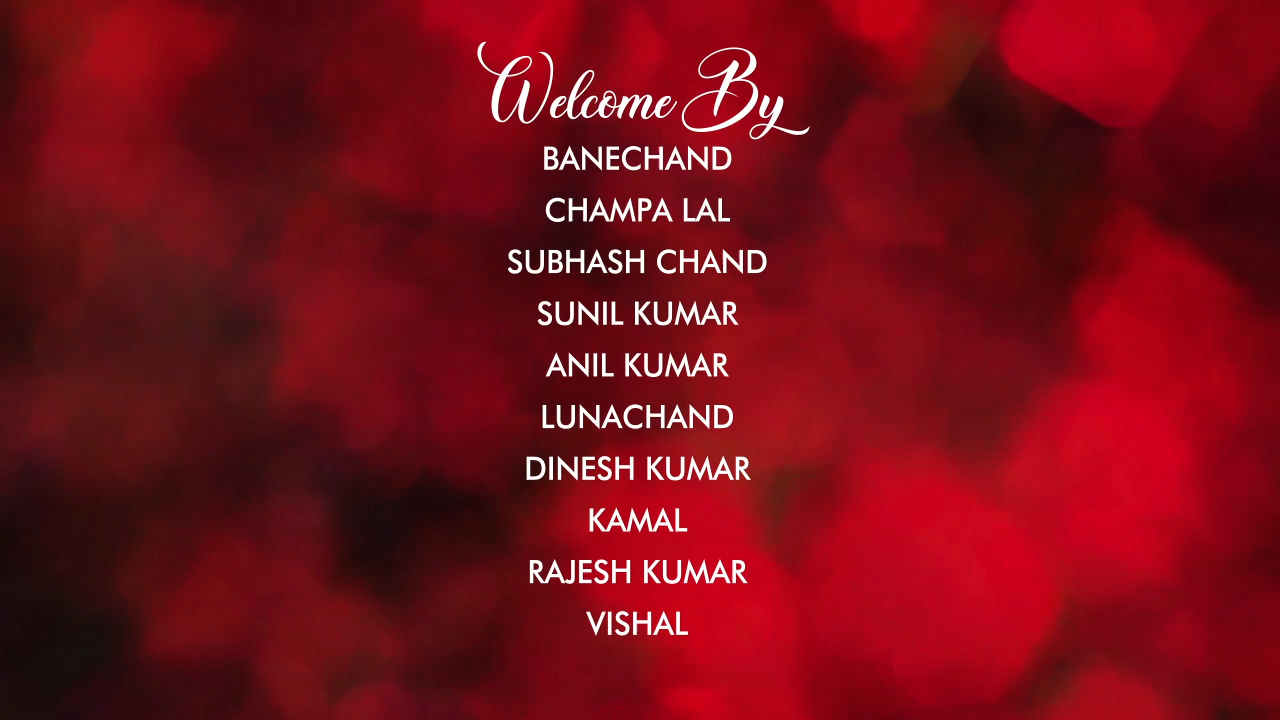 Welcome By
BANECHAND
CHAMPA LAL
SUBHASH CHAND
SUNIL KUMAR
ANIL KUMAR
LUNACHAND
DINESH KUMAR
KAMAL
RAJESH KUMAR
VISHAL